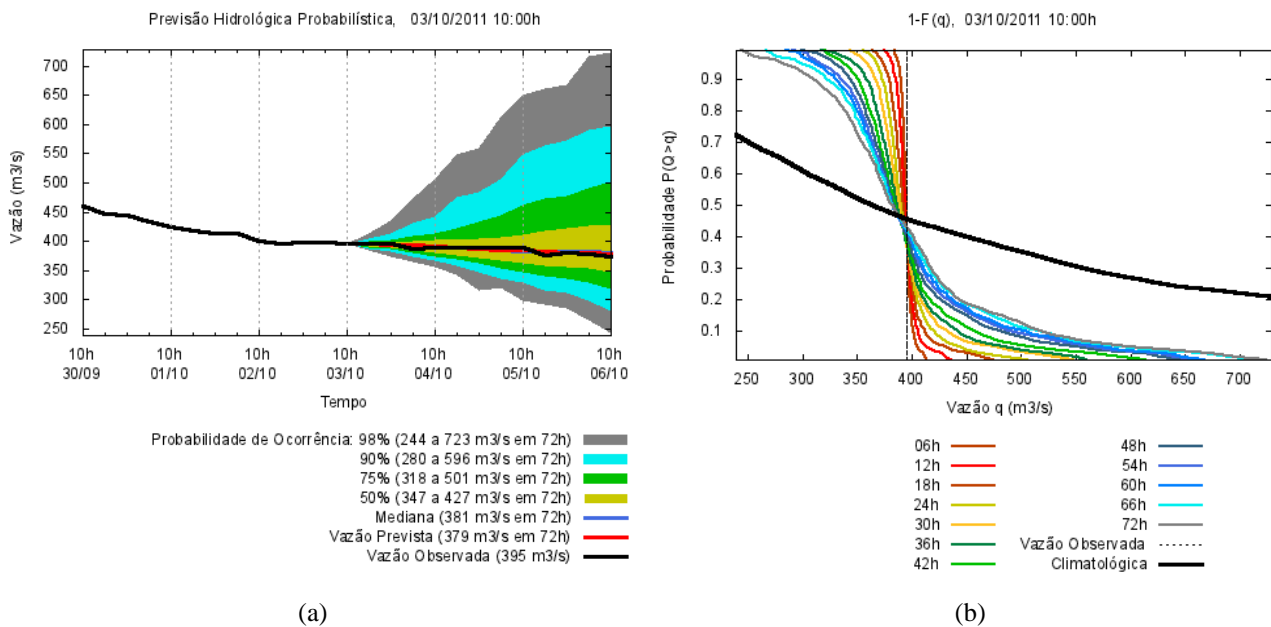 Previsão Hidrológica Probabilística, 03/10/2011 10:00h
Vazão (m3/s)
700
650
600
550
500
450
400
350
300
250
10h 10h 10h 10h 10h 10h 10h
30/09 01/10 02/10 03/10 04/10 05/10 06/10
Tempo
Probabilidade de Ocorrência: 98% (244 a 723 m3/s em 72h)
90% (280 a 596 m3/s em 72h)
75% (318 a 501 m3/s em 72h)
50% (347 a 427 m3/s em 72h)
Mediana (381 m3/s em 72h)
Vazão Prevista (379 m3/s em 72h)
Vazão Observada (395 m3/s)
(a)
1-F(q), 03/10/2011 10:00h
Probabilidade P(Q>q)
0.9
0.8
0.7
0.6
0.5
0.4
0.3
0.2
0.1
250 300 350 400 450 500 550 600 650 700
Vazão q (m3/s)
06h 48h
12h 54h
18h 60h
24h 66h
30h 72h
36h Vazão Observada
42h Climatológica
(b)